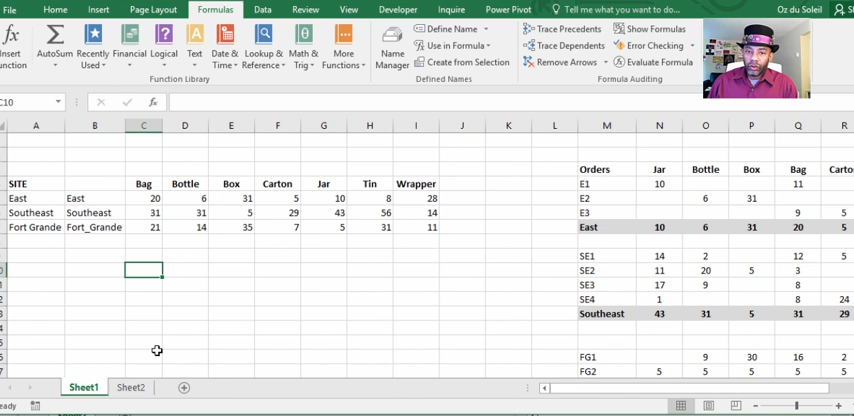 File Home Insert Page Layout Formulas Data Review View Developer Inquire Power Pivot Tell me what you want to do... Oz du Soleil
fx AutoSum Recently Used Financial Logical Text Date & Time Lookup & Reference Math & Trig More Functions Name Manager
Function Library
Define Name
Use in Formula
Create from Selection
Defined Names
Trace Precedents Show Formulas
Trace Dependents Error Checking
Remove Arrows Evaluate Formula
Formula Auditing
C10 fx
A B C D E F G H I J K L M N O P Q R
Orders Jar Bottle Box Bag Carto
SITE Bag Bottle Box Carton Jar Tin Wrapper E1 10 11
East East 20 6 31 5 10 8 28 E2 6 31
Southeast Southeast 31 31 5 29 43 56 14 E3 9 5
Fort Grande Fort_Grande 21 14 35 7 5 31 11 East 10 6 31 20 5
SE1 14 2 12 5
SE2 11 20 5 3
SE3 17 9 8
SE4 1 8 24
Southeast 43 31 5 31 29
FG1 9 30 16 2
FG2 5 5 5 5 5
Sheet1 Sheet2
eady